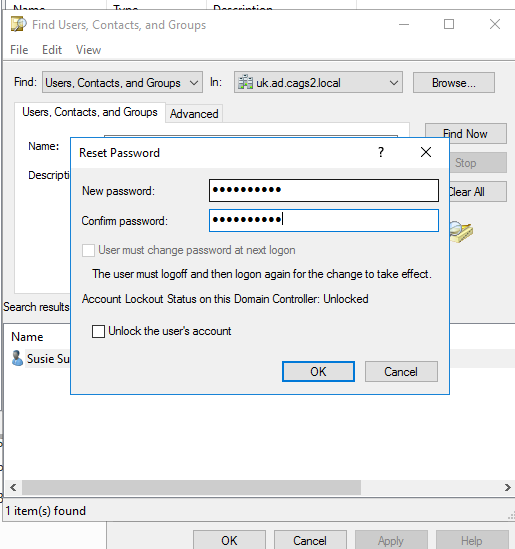 Name Type Description
Find Users, Contacts, and Groups
File Edit View
Find: Users, Contacts, and Groups In: uk.ad.cags2.local Browse...
Users, Contacts, and Groups Advanced
Name: Find Now
Stop
Clear All
Reset Password ?
New password: ●●●●●●●●●●
Confirm password: ●●●●●●●●●●
User must change password at next logon
The user must logoff and then logon again for the change to take effect.
Account Lockout Status on this Domain Controller: Unlocked
Unlock the user's account
OK Cancel
Search results
Name
Susie Su
1 item(s) found
OK Cancel Apply Help